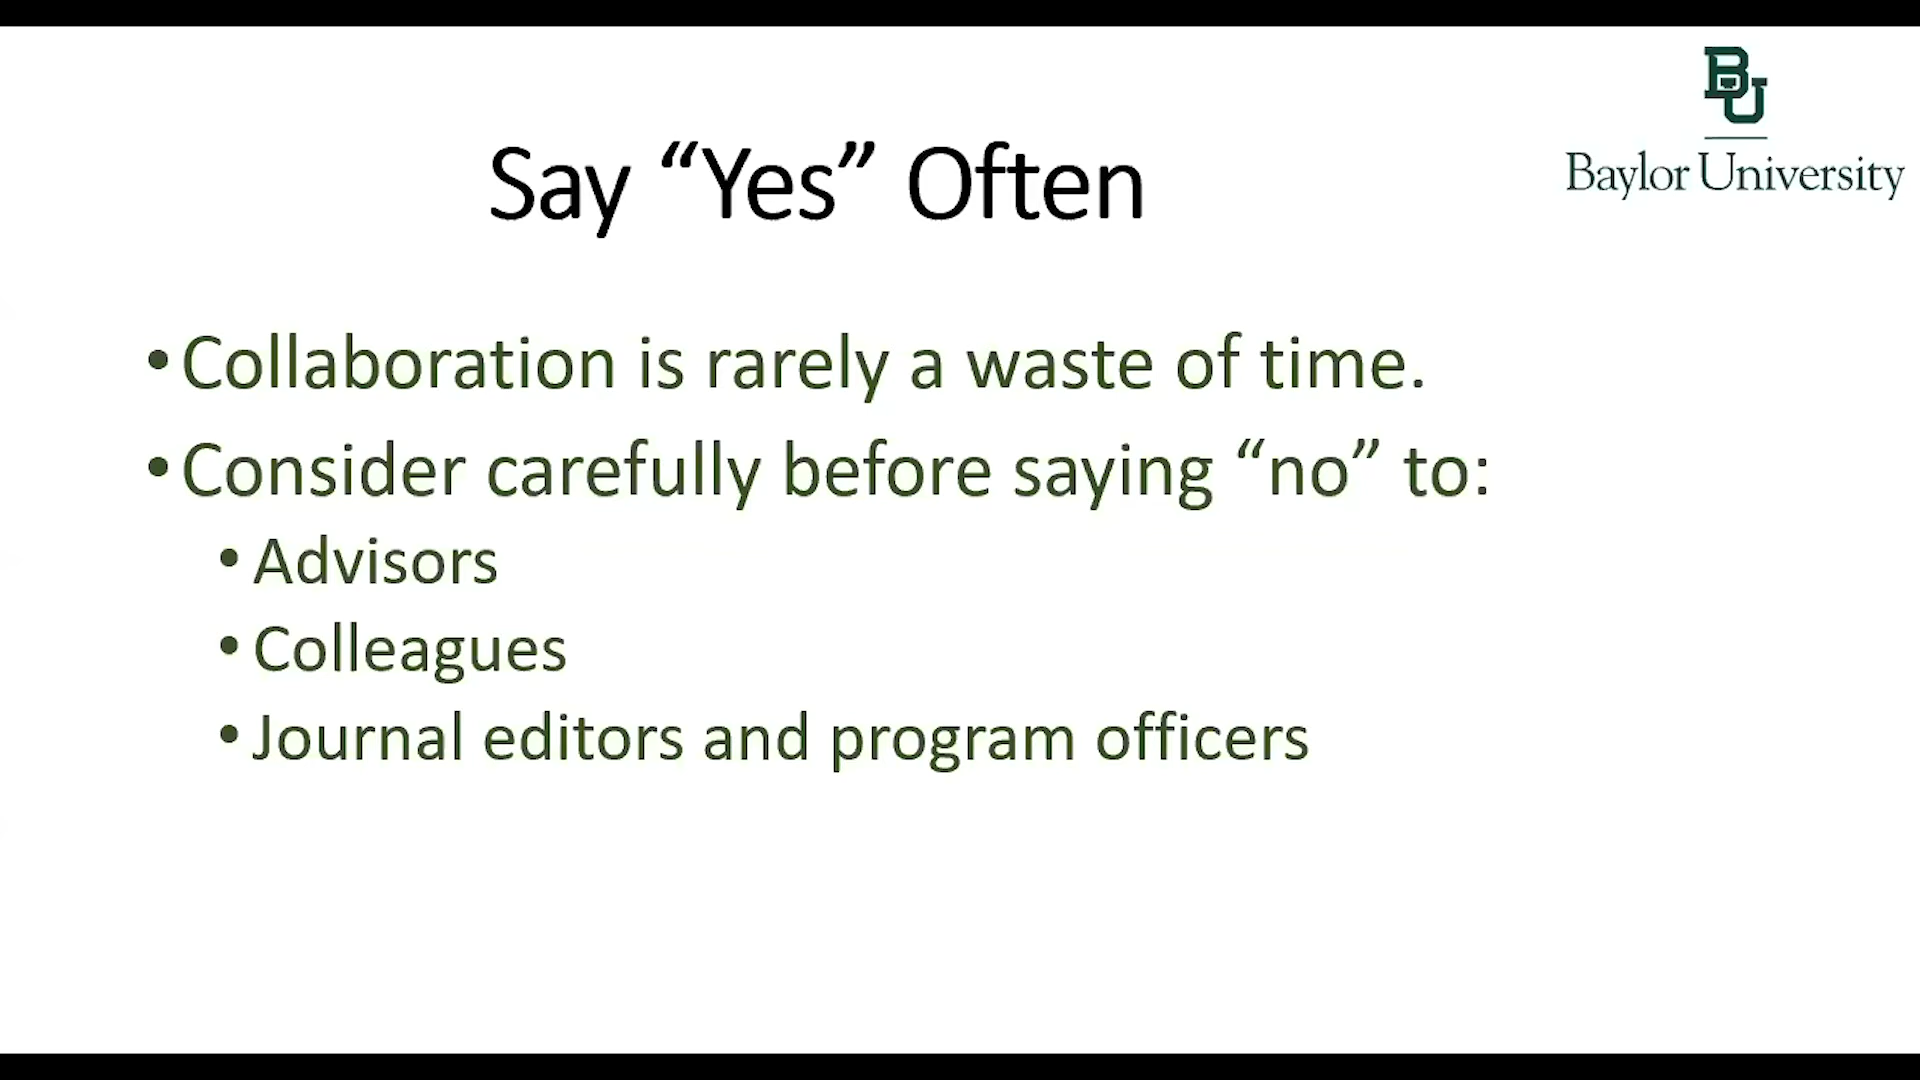 BU
Baylor University
Say “Yes” Often
• Collaboration is rarely a waste of time.
• Consider carefully before saying “no” to:
• Advisors
• Colleagues
• Journal editors and program officers